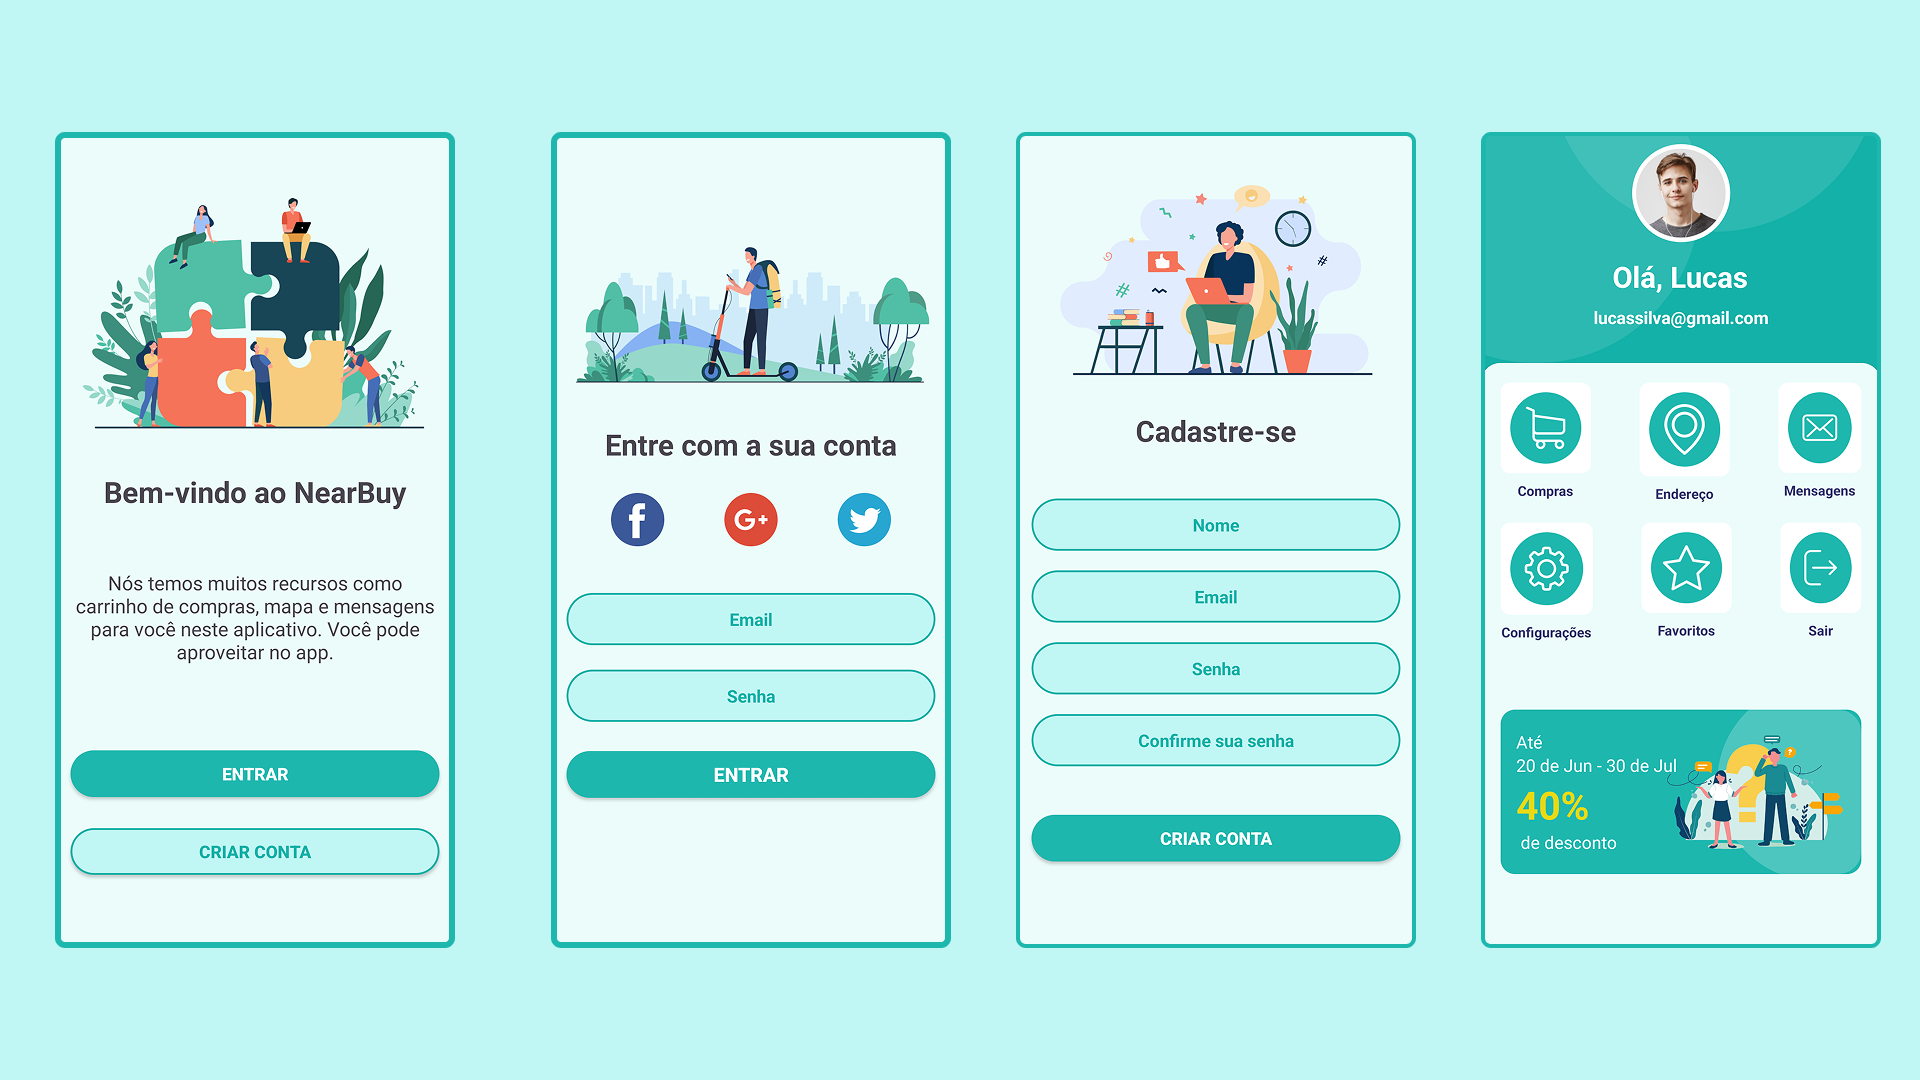 Bem-vindo ao NearBuy
Nós temos muitos recursos como
carrinho de compras, mapa e mensagens
para você neste aplicativo. Você pode
aproveitar no app.
ENTRAR
CRIAR CONTA
Entre com a sua conta
f
G+
Email
Senha
ENTRAR
#
#
Cadastre-se
Nome
Email
Senha
Confirme sua senha
CRIAR CONTA
Olá, Lucas
lucassilva@gmail.com
Compras
Endereço
Mensagens
Configurações
Favoritos
Sair
Até
20 de Jun - 30 de Jul
40%
de desconto
?
?